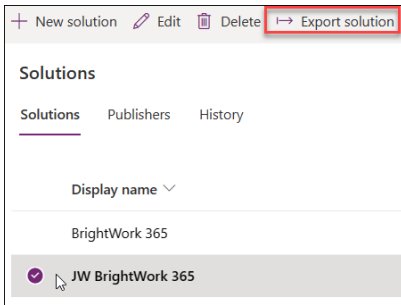 New solution Edit Delete Export solution
Solutions
Solutions Publishers History
Display name
BrightWork 365
JW BrightWork 365